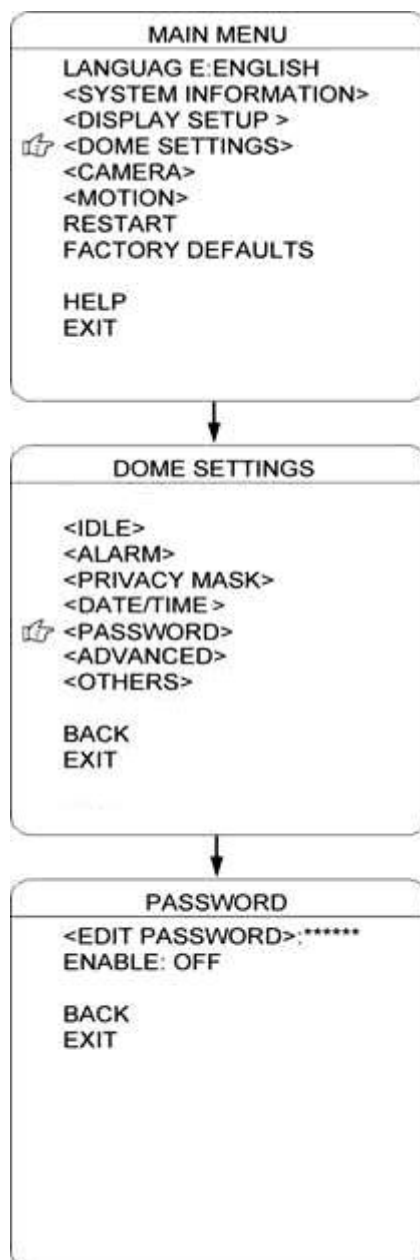 MAIN MENU
LANGUAG E:ENGLISH
<SYSTEM INFORMATION>
<DISPLAY SETUP >
<DOME SETTINGS>
<CAMERA>
<MOTION>
RESTART
FACTORY DEFAULTS
HELP
EXIT
DOME SETTINGS
<IDLE>
<ALARM>
<PRIVACY MASK>
<DATE/TIME >
<PASSWORD>
<ADVANCED>
<OTHERS>
BACK
EXIT
PASSWORD
<EDIT PASSWORD>:******
ENABLE: OFF
BACK
EXIT